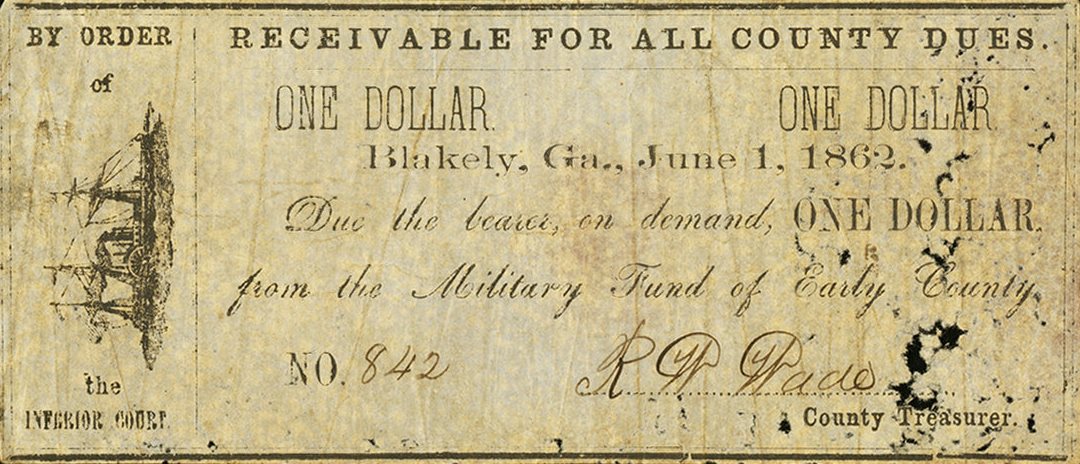 BY ORDER
of
the
INFERIOR COURT.
RECEIVABLE FOR ALL COUNTY DUES.
ONE DOLLAR. ONE DOLLAR.
Blakely, Ga., June 1, 1862.
Due the bearer, on demand, ONE DOLLAR.
from the Military Fund of Early County
NO. 842 R W Wade
County Treasurer.